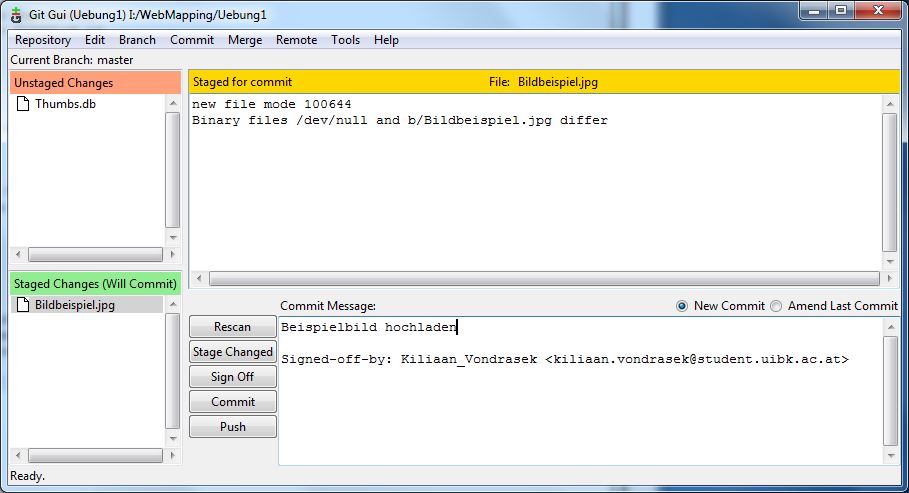 Git Gui (Uebung1) I:/WebMapping/Uebung1
Repository Edit Branch Commit Merge Remote Tools Help
Current Branch: master
Unstaged Changes
Thumbs.db
Staged for commit File: Bildbeispiel.jpg
new file mode 100644
Binary files /dev/null and b/Bildbeispiel.jpg differ
Staged Changes (Will Commit)
Bildbeispiel.jpg
Commit Message: New Commit Amend Last Commit
Rescan
Stage Changed
Sign Off
Commit
Push
Beispielbild hochladen
Signed-off-by: Kiliaan_Vondrasek <kiliaan.vondrasek@student.uibk.ac.at>
Ready.